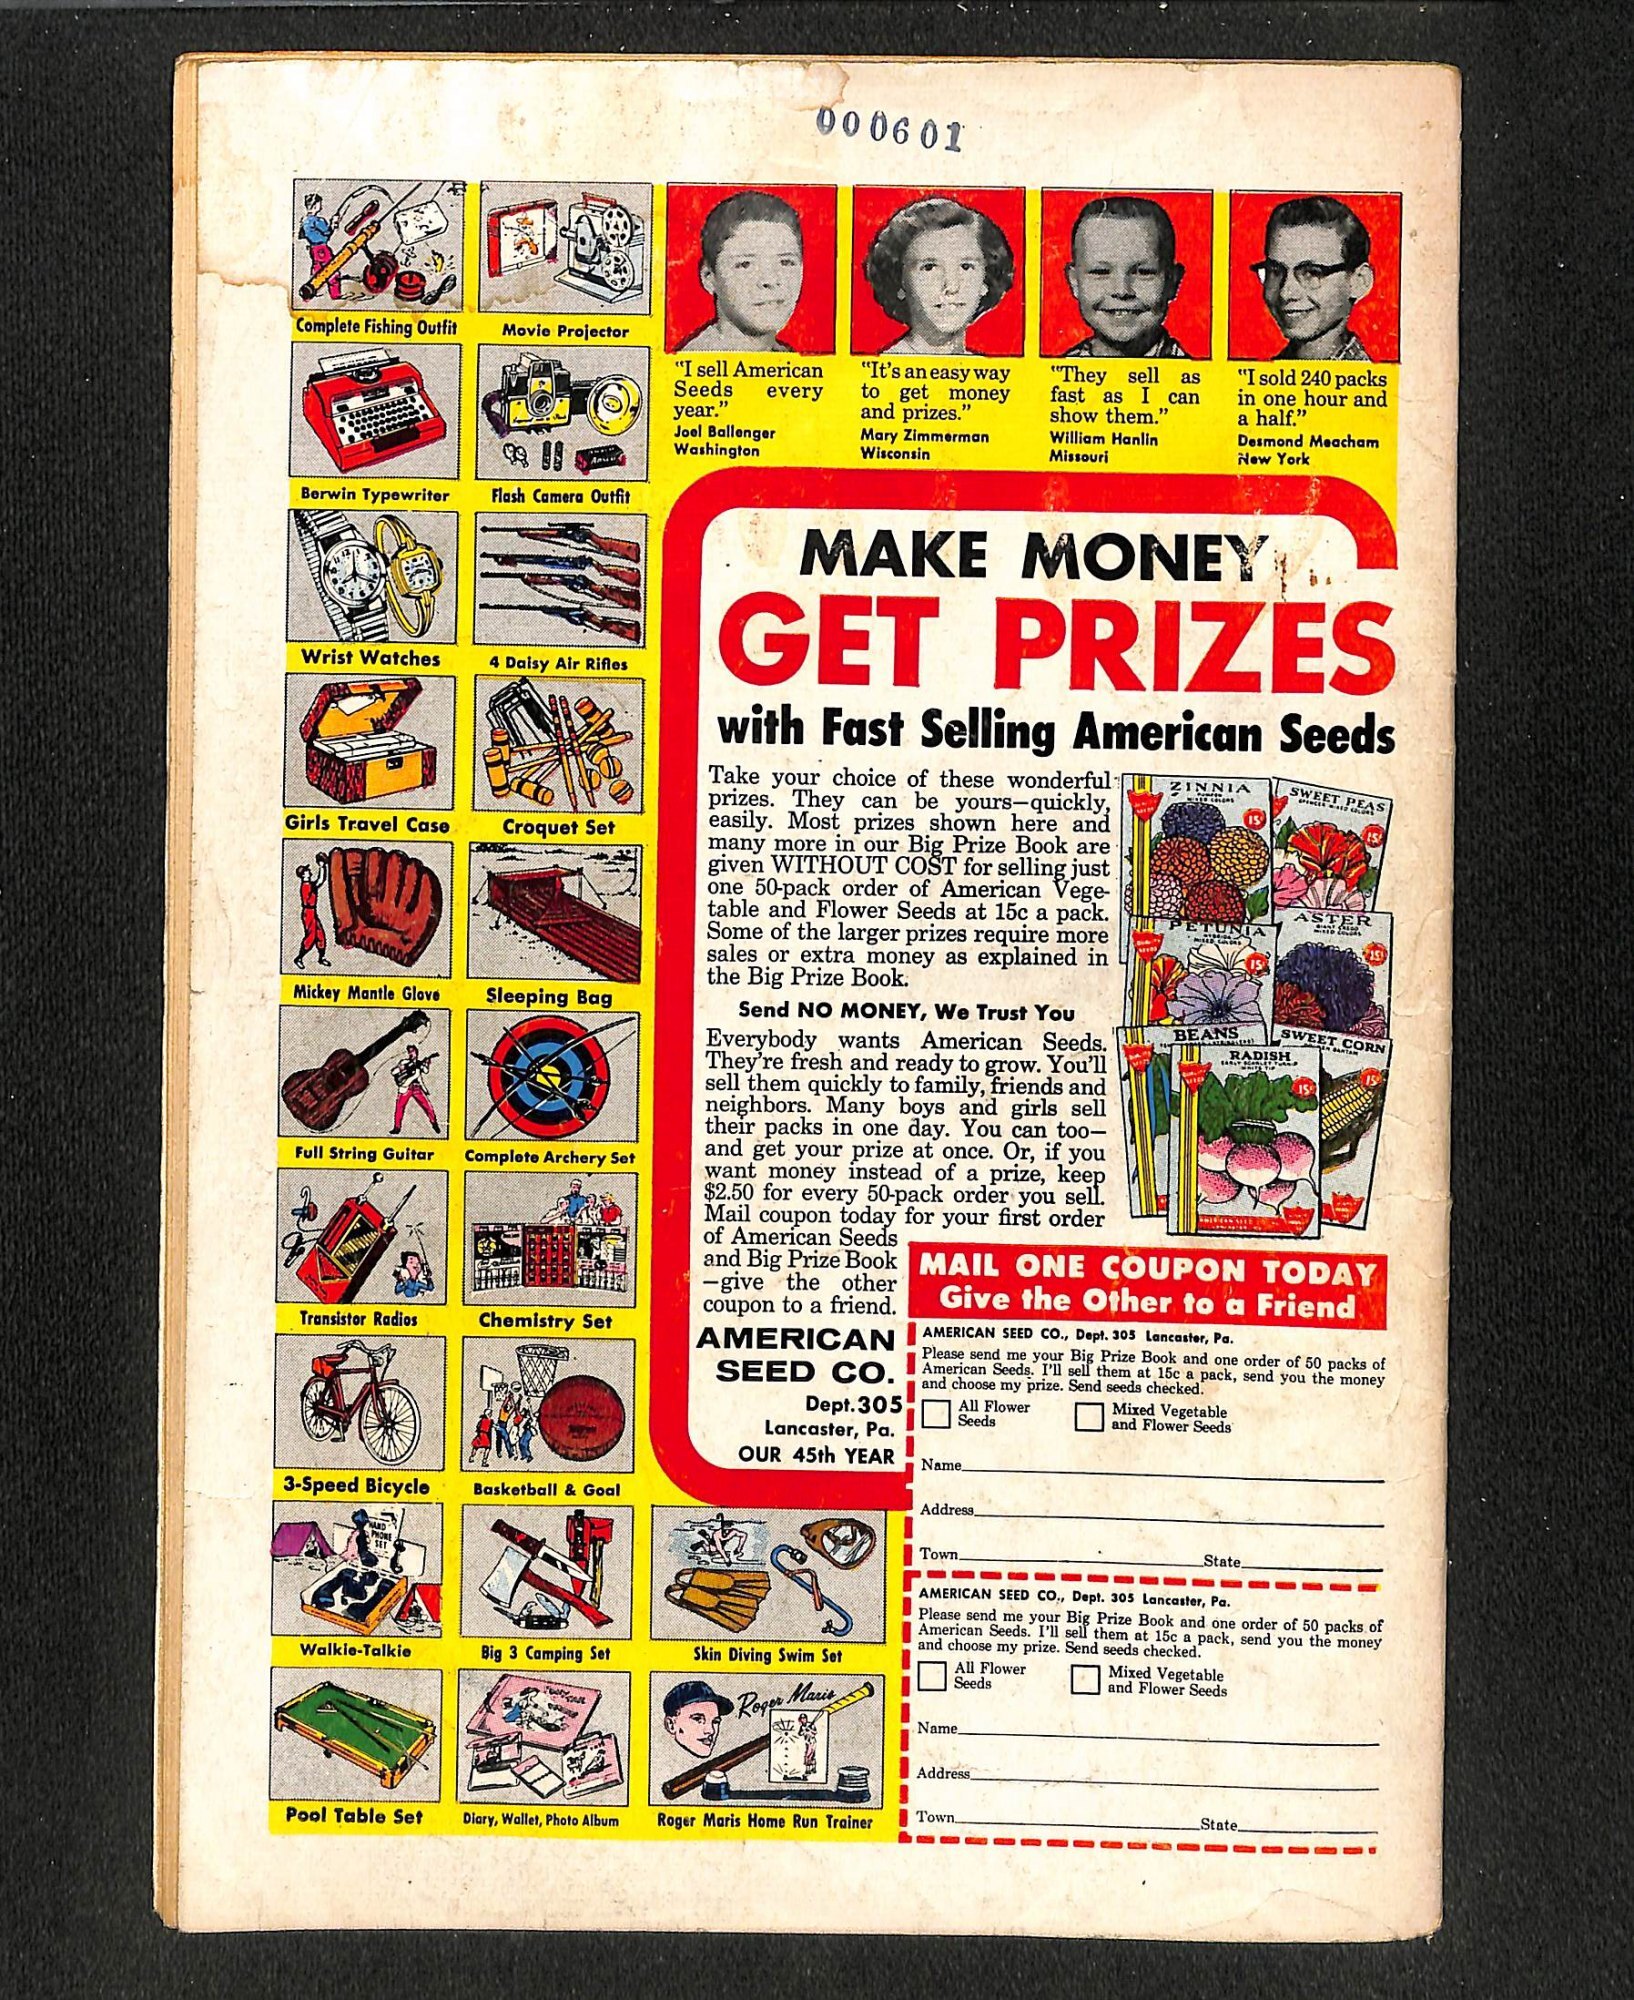 000601
Complete Fishing Outfit
Movie Projector
Berwin Typewriter
Flash Camera Outfit
Wrist Watches
4 Daisy Air Rifles
Girls Travel Case
Croquet Set
Mickey Mantle Glove
Sleeping Bag
Full String Guitar
Complete Archery Set
Transistor Radios
Chemistry Set
3-Speed Bicycle
Basketball & Goal
HAND
PHONE
SET
Walkie-Talkie
Big 3 Camping Set
Skin Diving Swim Set
Pool Table Set
Diary, Wallet, Photo Album
Roger Maris
Roger Maris Home Run Trainer
"I sell American
Seeds every
year."
Joel Ballenger
Washington
"It's an easy way
to get money
and prizes."
Mary Zimmerman
Wisconsin
"They sell as
fast as I can
show them."
William Hanlin
Missouri
"I sold 240 packs
in one hour and
a half."
Desmond Meacham
New York
MAKE MONEY
GET PRIZES
with Fast Selling American Seeds
Take your choice of these wonderful
prizes. They can be yours—quickly,
easily. Most prizes shown here and
many more in our Big Prize Book are
given WITHOUT COST for selling just
one 50-pack order of American Vege-
table and Flower Seeds at 15c a pack.
Some of the larger prizes require more
sales or extra money as explained in
the Big Prize Book.
Send NO MONEY, We Trust You
Everybody wants American Seeds.
They're fresh and ready to grow. You'll
sell them quickly to family, friends and
neighbors. Many boys and girls sell
their packs in one day. You can too—
and get your prize at once. Or, if you
want money instead of a prize, keep
$2.50 for every 50-pack order you sell.
Mail coupon today for your first order
of American Seeds
and Big Prize Book
—give the other
coupon to a friend.
AMERICAN
SEED CO.
Dept. 305
Lancaster, Pa.
OUR 45th YEAR
ZINNIA
MIXED COLORS
15¢
SWEET PEAS
MIXED COLORS
15¢
PETUNIA
MIXED COLORS
15¢
ASTER
MIXED COLORS
15¢
BEANS
SWEET CORN
15¢
RADISH
15¢
MAIL ONE COUPON TODAY
Give the Other to a Friend
AMERICAN SEED CO., Dept. 305 Lancaster, Pa.
Please send me your Big Prize Book and one order of 50 packs of
American Seeds. I'll sell them at 15c a pack, send you the money
and choose my prize. Send seeds checked.
All Flower
Seeds
Mixed Vegetable
and Flower Seeds
Name
Address
Town State
AMERICAN SEED CO., Dept. 305 Lancaster, Pa.
Please send me your Big Prize Book and one order of 50 packs of
American Seeds. I'll sell them at 15c a pack, send you the money
and choose my prize. Send seeds checked.
All Flower
Seeds
Mixed Vegetable
and Flower Seeds
Name
Address
Town State